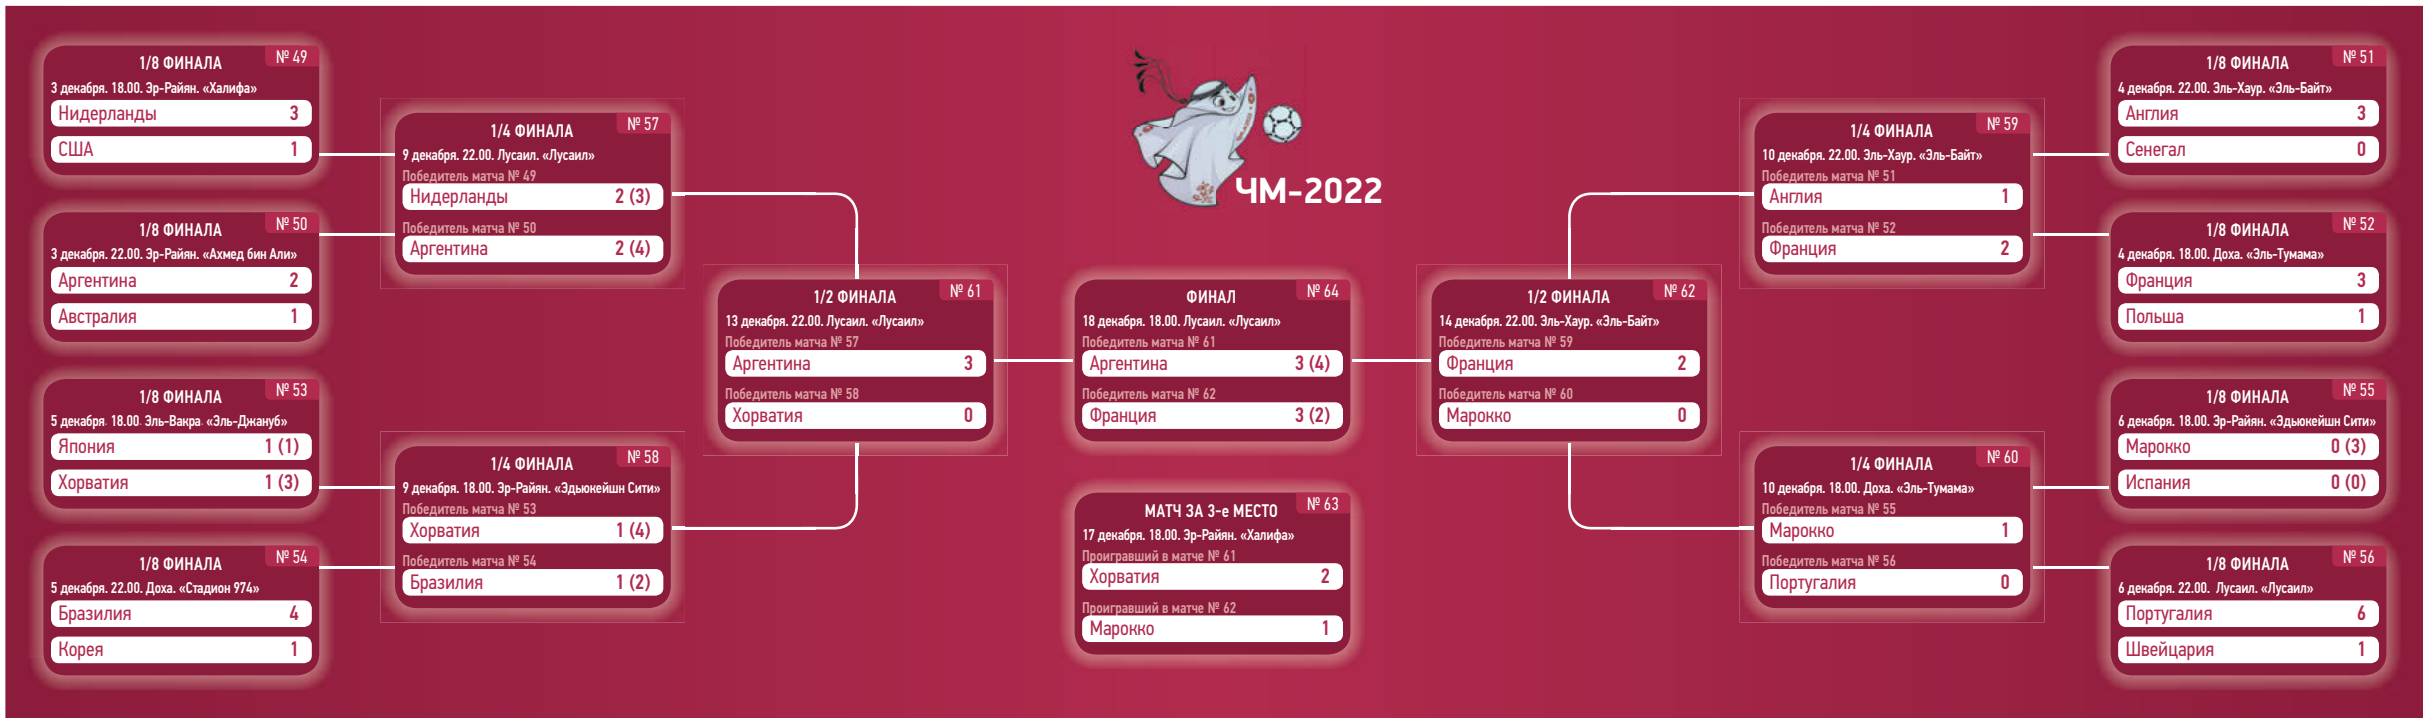 1/8 ФИНАЛА № 49
3 декабря. 18.00. Эр-Райян. «Халифа»
Нидерланды 3
США 1
1/8 ФИНАЛА № 50
3 декабря. 22.00. Эр-Райян. «Ахмед бин Али»
Аргентина 2
Австралия 1
1/8 ФИНАЛА № 53
5 декабря. 18.00. Эль-Вакра. «Эль-Джануб»
Япония 1 (1)
Хорватия 1 (3)
1/8 ФИНАЛА № 54
5 декабря. 22.00. Доха. «Стадион 974»
Бразилия 4
Корея 1
1/4 ФИНАЛА № 57
9 декабря. 22.00. Лусаил. «Лусаил»
Победитель матча № 49
Нидерланды 2 (3)
Победитель матча № 50
Аргентина 2 (4)
1/4 ФИНАЛА № 58
9 декабря. 18.00. Эр-Райян. «Эдьюкейшн Сити»
Победитель матча № 53
Хорватия 1 (4)
Победитель матча № 54
Бразилия 1 (2)
1/2 ФИНАЛА № 61
13 декабря. 22.00. Лусаил. «Лусаил»
Победитель матча № 57
Аргентина 3
Победитель матча № 58
Хорватия 0
ЧМ-2022
ФИНАЛ № 64
18 декабря. 18.00. Лусаил. «Лусаил»
Победитель матча № 61
Аргентина 3 (4)
Победитель матча № 62
Франция 3 (2)
МАТЧ ЗА 3-е МЕСТО № 63
17 декабря. 18.00. Эр-Райян. «Халифа»
Проигравший в матче № 61
Хорватия 2
Проигравший в матче № 62
Марокко 1
1/2 ФИНАЛА № 62
14 декабря. 22.00. Эль-Хаур. «Эль-Байт»
Победитель матча № 59
Франция 2
Победитель матча № 60
Марокко 0
1/4 ФИНАЛА № 59
10 декабря. 22.00. Эль-Хаур. «Эль-Байт»
Победитель матча № 51
Англия 1
Победитель матча № 52
Франция 2
1/4 ФИНАЛА № 60
10 декабря. 18.00. Доха. «Эль-Тумама»
Победитель матча № 55
Марокко 1
Победитель матча № 56
Португалия 0
1/8 ФИНАЛА № 51
4 декабря. 22.00. Эль-Хаур. «Эль-Байт»
Англия 3
Сенегал 0
1/8 ФИНАЛА № 52
4 декабря. 18.00. Доха. «Эль-Тумама»
Франция 3
Польша 1
1/8 ФИНАЛА № 55
6 декабря. 18.00. Эр-Райян. «Эдьюкейшн Сити»
Марокко 0 (3)
Испания 0 (0)
1/8 ФИНАЛА № 56
6 декабря. 22.00. Лусаил. «Лусаил»
Португалия 6
Швейцария 1